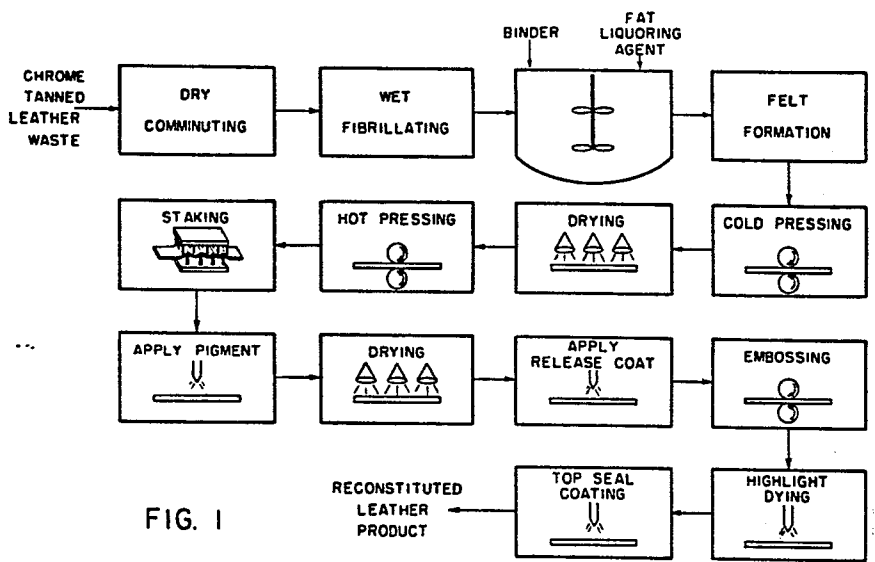 CHROME
TANNED
LEATHER
WASTE
DRY
COMMINUTING
WET
FIBRILLATING
BINDER
FAT
LIQUORING
AGENT
FELT
FORMATION
COLD PRESSING
DRYING
HOT PRESSING
STAKING
APPLY PIGMENT
DRYING
APPLY
RELEASE COAT
EMBOSSING
HIGHLIGHT
DYING
TOP SEAL
COATING
RECONSTITUTED
LEATHER
PRODUCT
FIG. 1